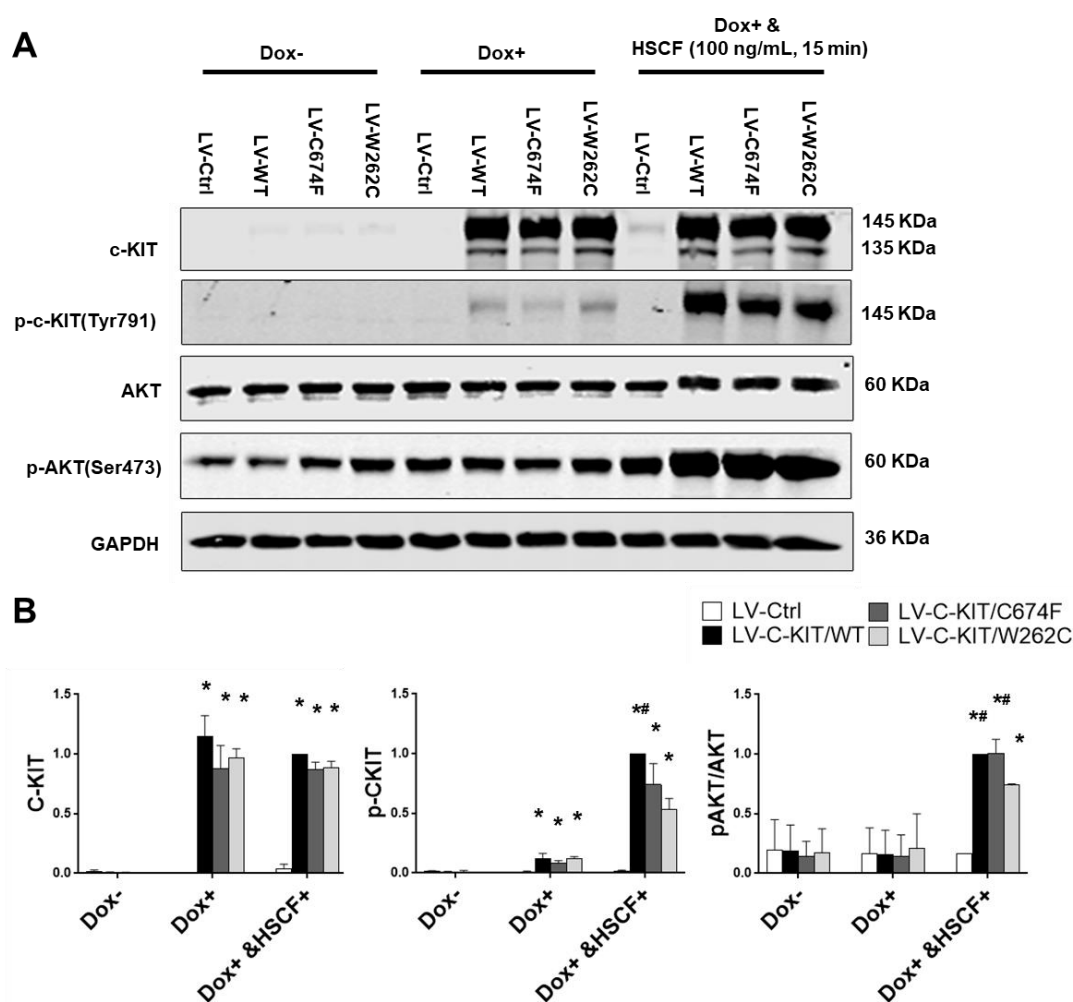 A
Dox-
Dox+
Dox+ &
HSCF (100 ng/mL, 15 min)
LV-Ctrl
LV-WT
LV-C674F
LV-W262C
LV-Ctrl
LV-WT
LV-C674F
LV-W262C
LV-Ctrl
LV-WT
LV-C674F
LV-W262C
c-KIT
145 KDa
135 KDa
p-c-KIT(Tyr791)
145 KDa
AKT
60 KDa
p-AKT(Ser473)
60 KDa
GAPDH
36 KDa
B
LV-Ctrl
LV-C-KIT/C674F
LV-C-KIT/WT
LV-C-KIT/W262C
C-KIT
1.5
1.0
0.5
0.0
* * *
* * *
Dox-
Dox+
Dox+ &HSCF+
p-CKIT
1.5
1.0
0.5
0.0
* * *
*# * *
Dox-
Dox+
Dox+ &HSCF+
pAKT/AKT
1.5
1.0
0.5
0.0
*# *# *
Dox-
Dox+
Dox+ &HSCF+